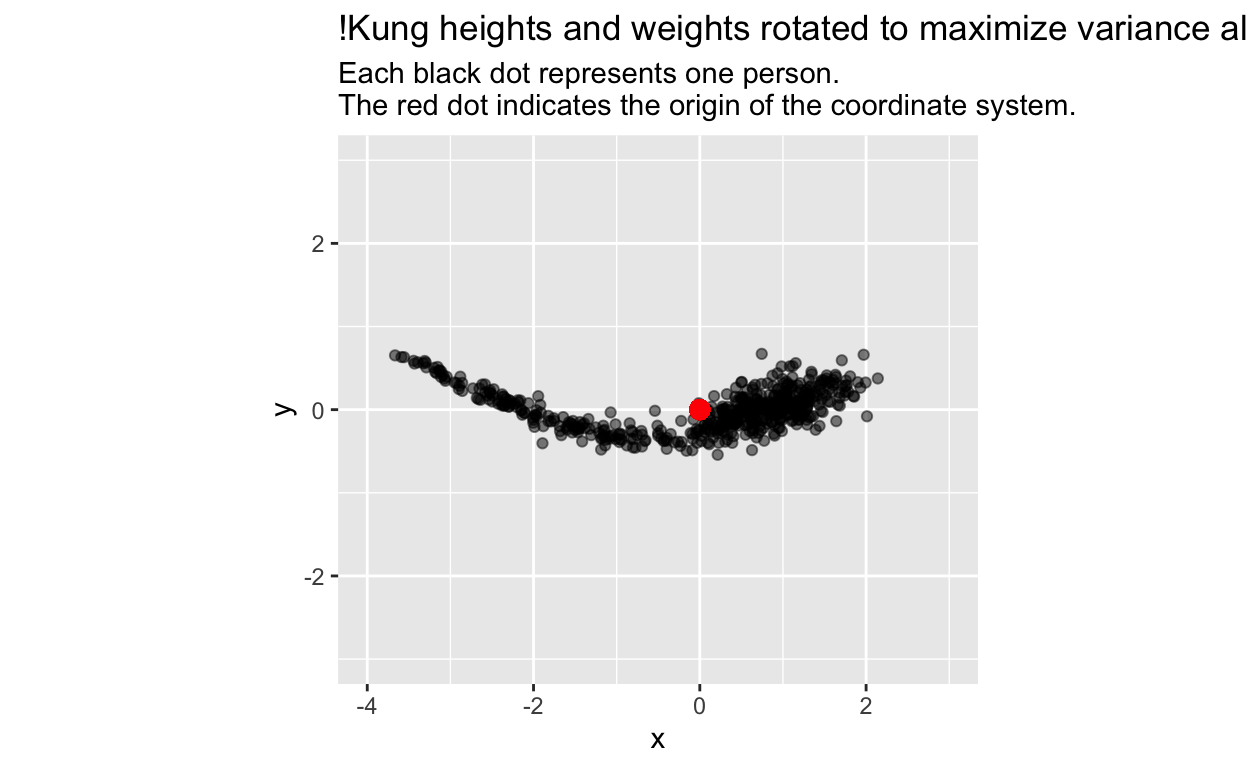 !Kung heights and weights rotated to maximize variance al
Each black dot represents one person.
The red dot indicates the origin of the coordinate system.
2
0
-2
y
-4
-2
0
2
x